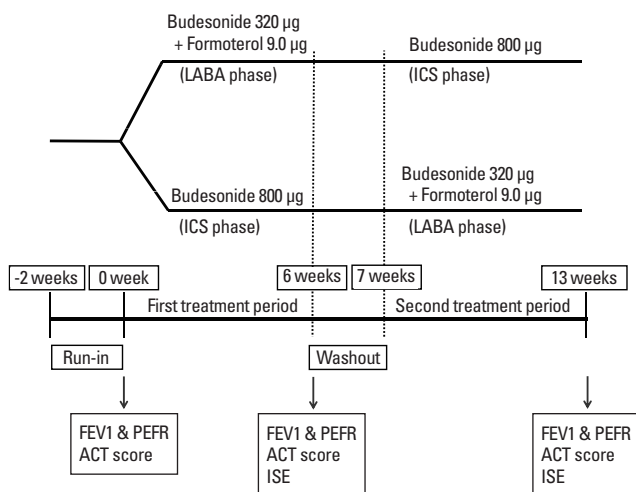 Budesonide 320 µg
+ Formoterol 9.0 µg
(LABA phase)
Budesonide 800 µg
(ICS phase)
Budesonide 800 µg
(ICS phase)
Budesonide 320 µg
+ Formoterol 9.0 µg
(LABA phase)
-2 weeks
0 week
6 weeks
7 weeks
13 weeks
First treatment period
Second treatment period
Run-in
Washout
FEV1 & PEFR
ACT score
FEV1 & PEFR
ACT score
ISE
FEV1 & PEFR
ACT score
ISE